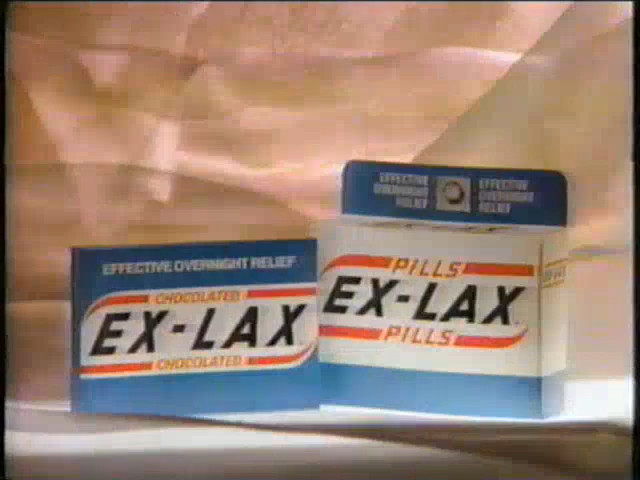 EFFECTIVE OVERNIGHT RELIEF
CHOCOLATED
EX-LAX
CHOCOLATED
EFFECTIVE
OVERNIGHT
RELIEF
EFFECTIVE
OVERNIGHT
RELIEF
PILLS
EX-LAX
PILLS